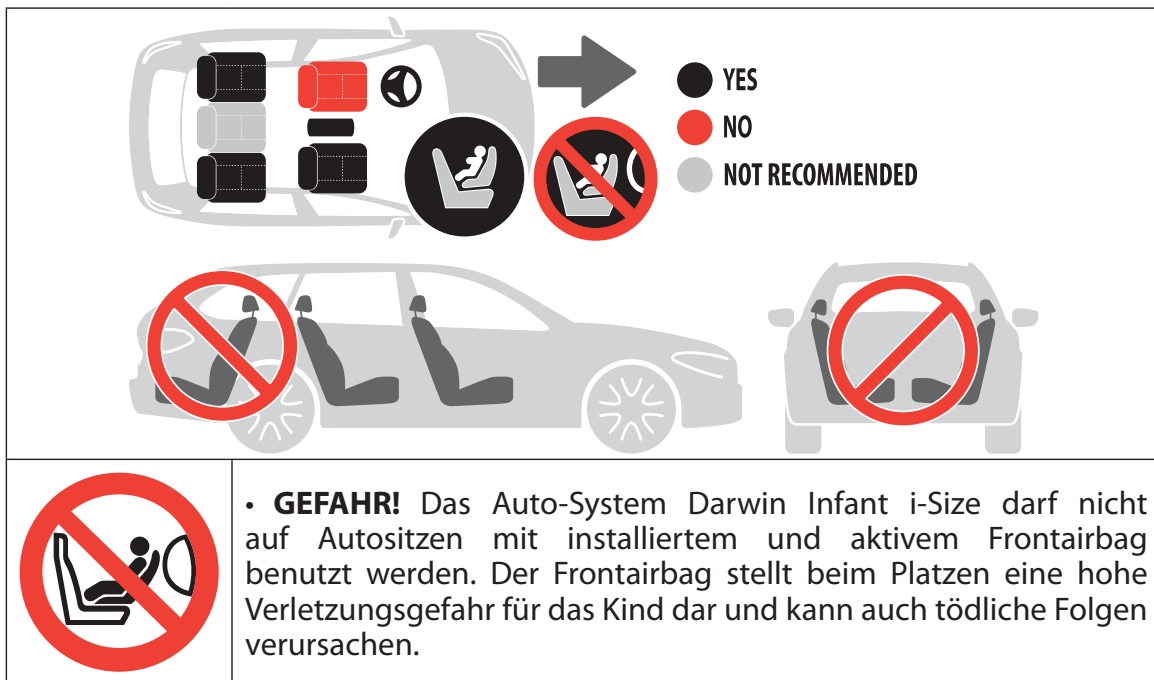 YES
NO
NOT RECOMMENDED
• GEFAHR! Das Auto-System Darwin Infant i-Size darf nicht
auf Autositzen mit installiertem und aktivem Frontairbag
benutzt werden. Der Frontairbag stellt beim Platzen eine hohe
Verletzungsgefahr für das Kind dar und kann auch tödliche Folgen
verursachen.